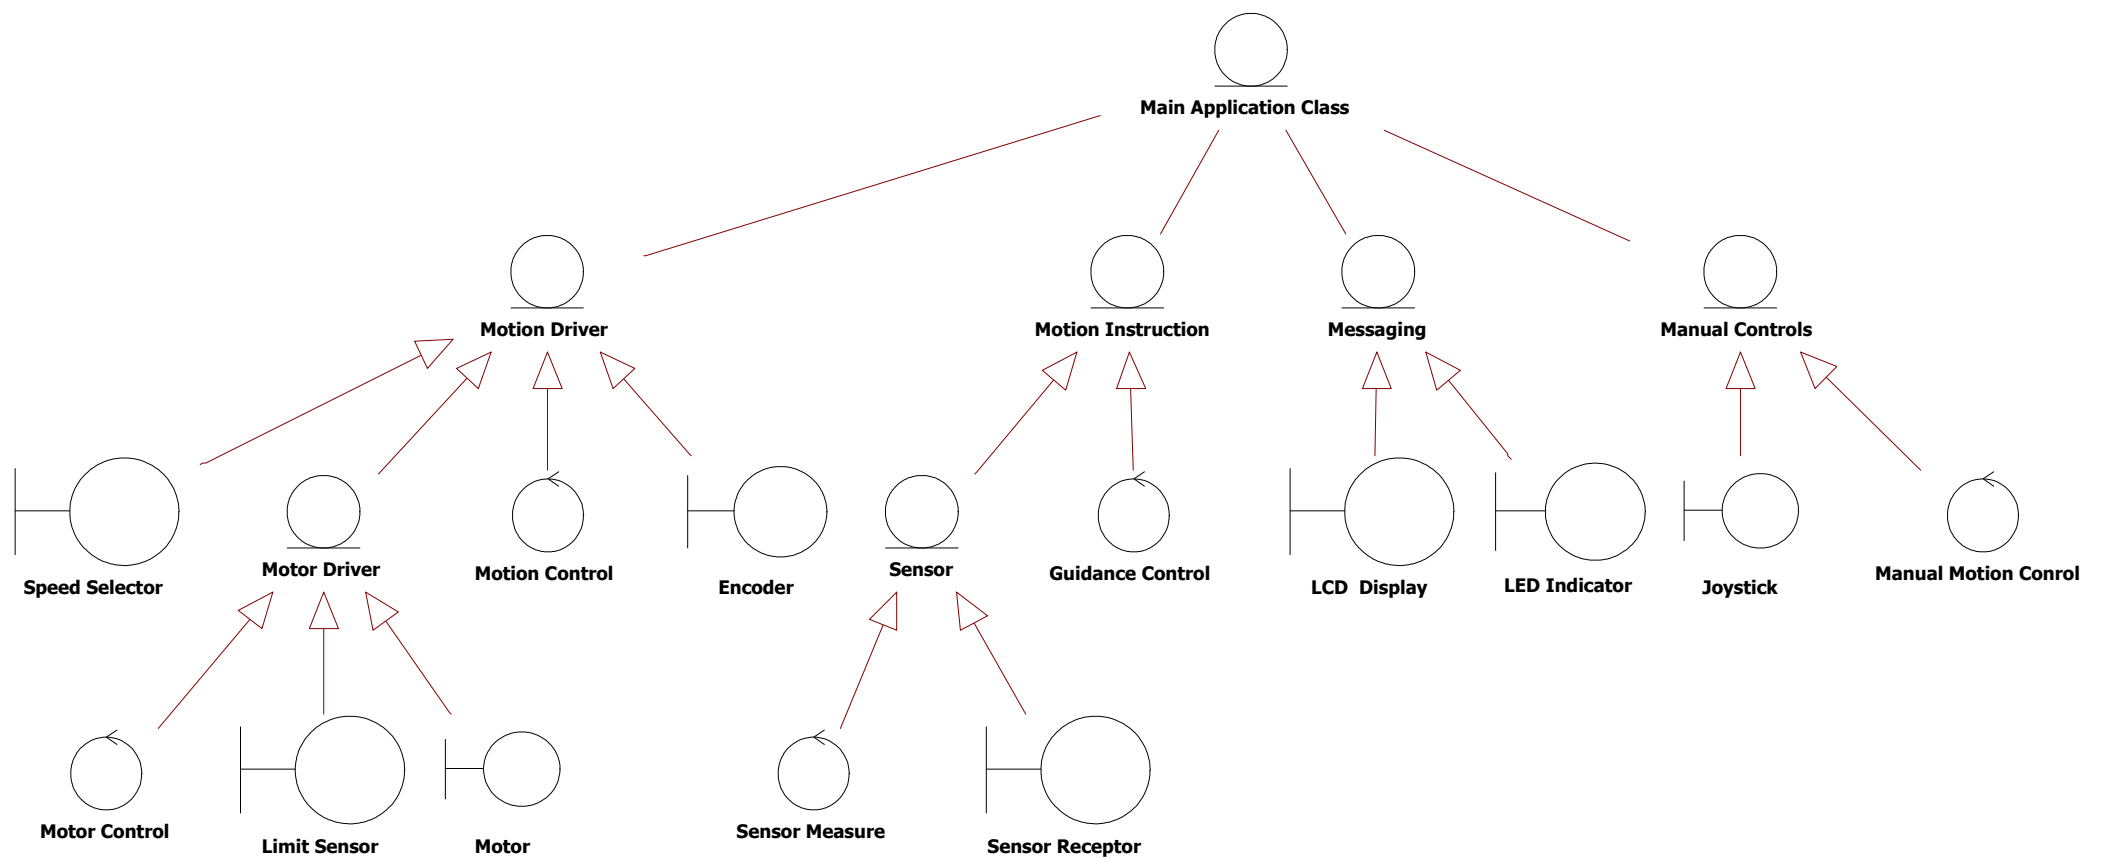 Main Application Class
Motion Driver
Motion Instruction
Messaging
Manual Controls
Speed Selector
Motor Driver
Motion Control
Encoder
Sensor
Guidance Control
LCD  Display
LED Indicator
Joystick
Manual Motion Conrol
Motor Control
Limit Sensor
Motor
Sensor Measure
Sensor Receptor